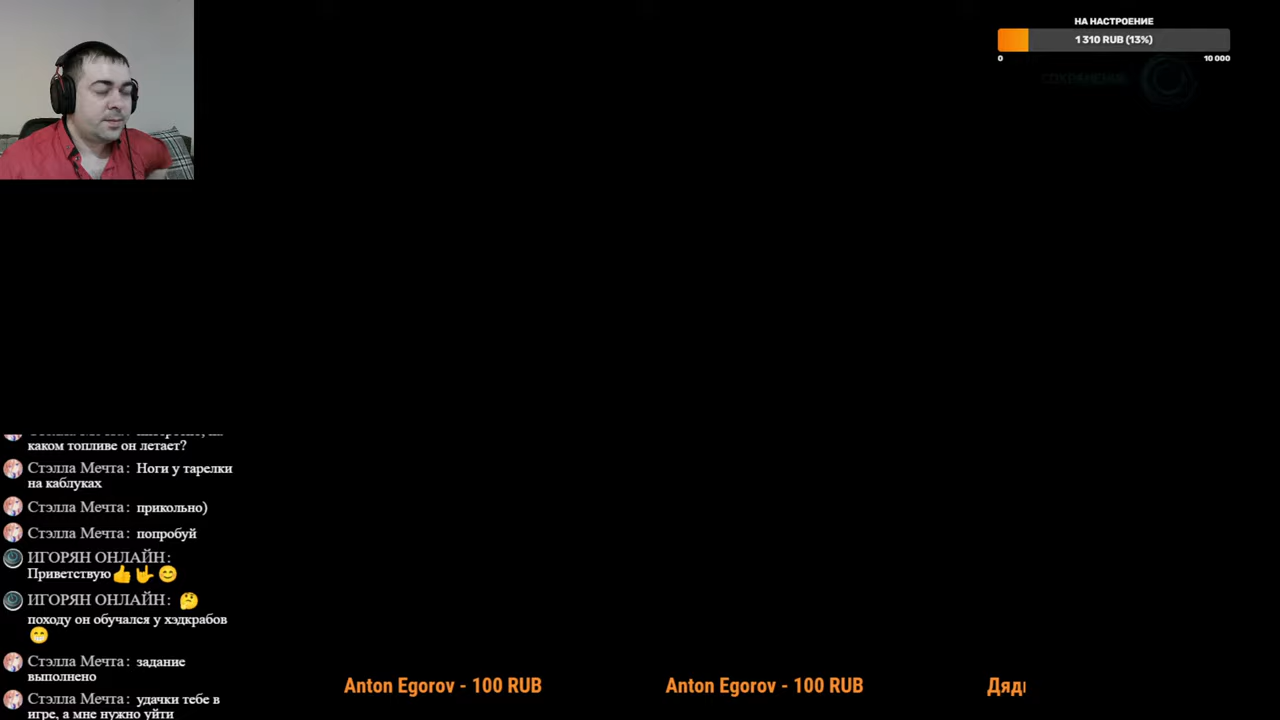 НА НАСТРОЕНИЕ
1 310 RUB (13%)
0
10 000
СОХРАНЕНИЕ
каком топливе он летает?
Стэлла Мечта: Ноги у тарелки
на каблуках
Стэлла Мечта: прикольно)
Стэлла Мечта: попробуй
ИГОРЯН ОНЛАЙН:
Приветствую👍🤟😊
ИГОРЯН ОНЛАЙН: 🤔
походу он обучался у хэдкрабов
😁
Стэлла Мечта: задание
выполнено
Стэлла Мечта: удачки тебе в
игре, а мне нужно уйти
Anton Egorov - 100 RUB
Anton Egorov - 100 RUB